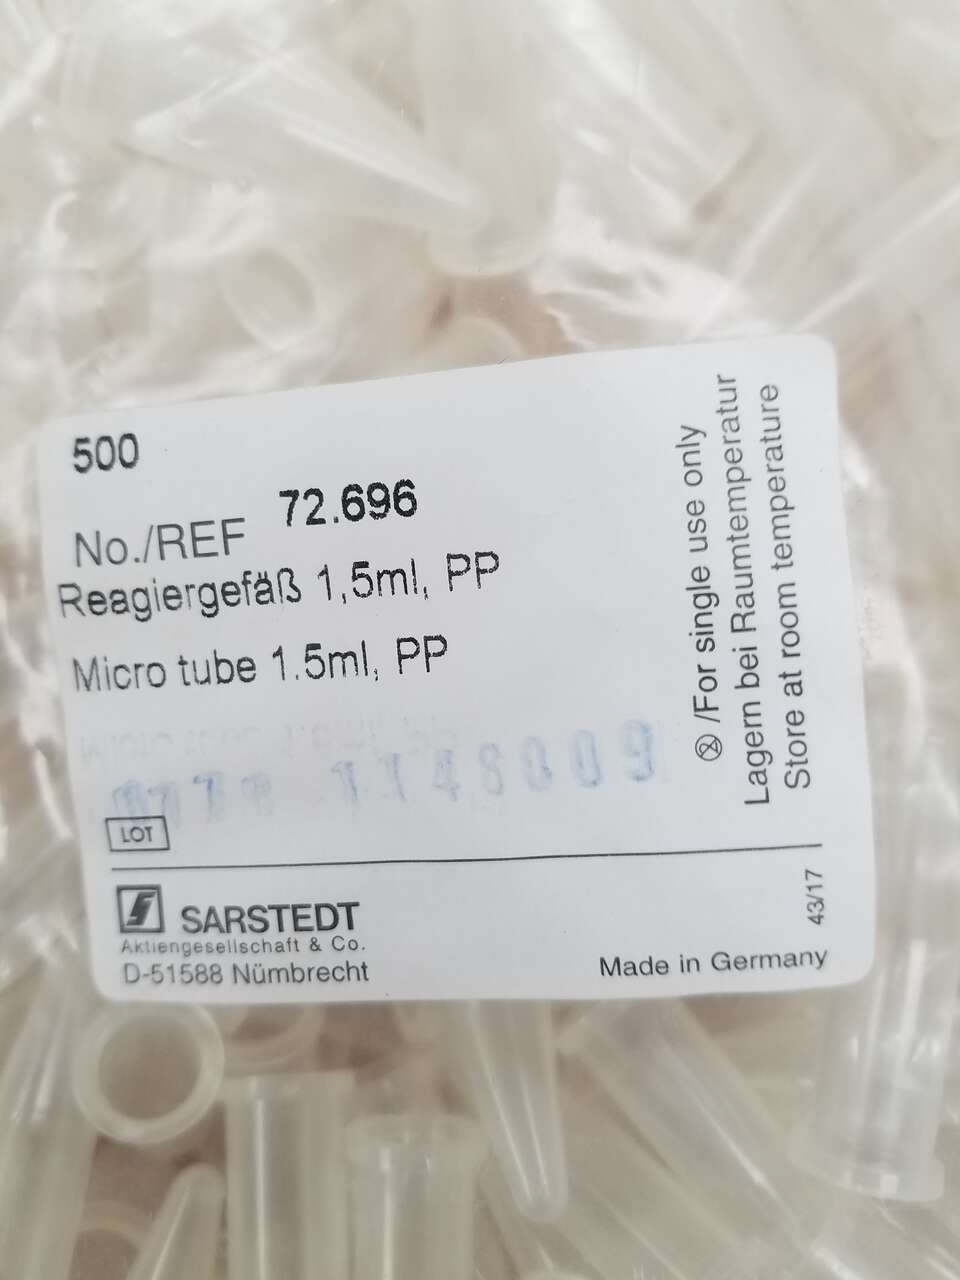 500
No./REF 72.696
Reagiergefäß 1,5ml, PP
Micro tube 1.5ml, PP
LOT
SARSTEDT
Aktiengesellschaft & Co.
D-51588 Nümbrecht
Made in Germany
43/17
/For single use only
Lagern bei Raumtemperatur
Store at room temperature